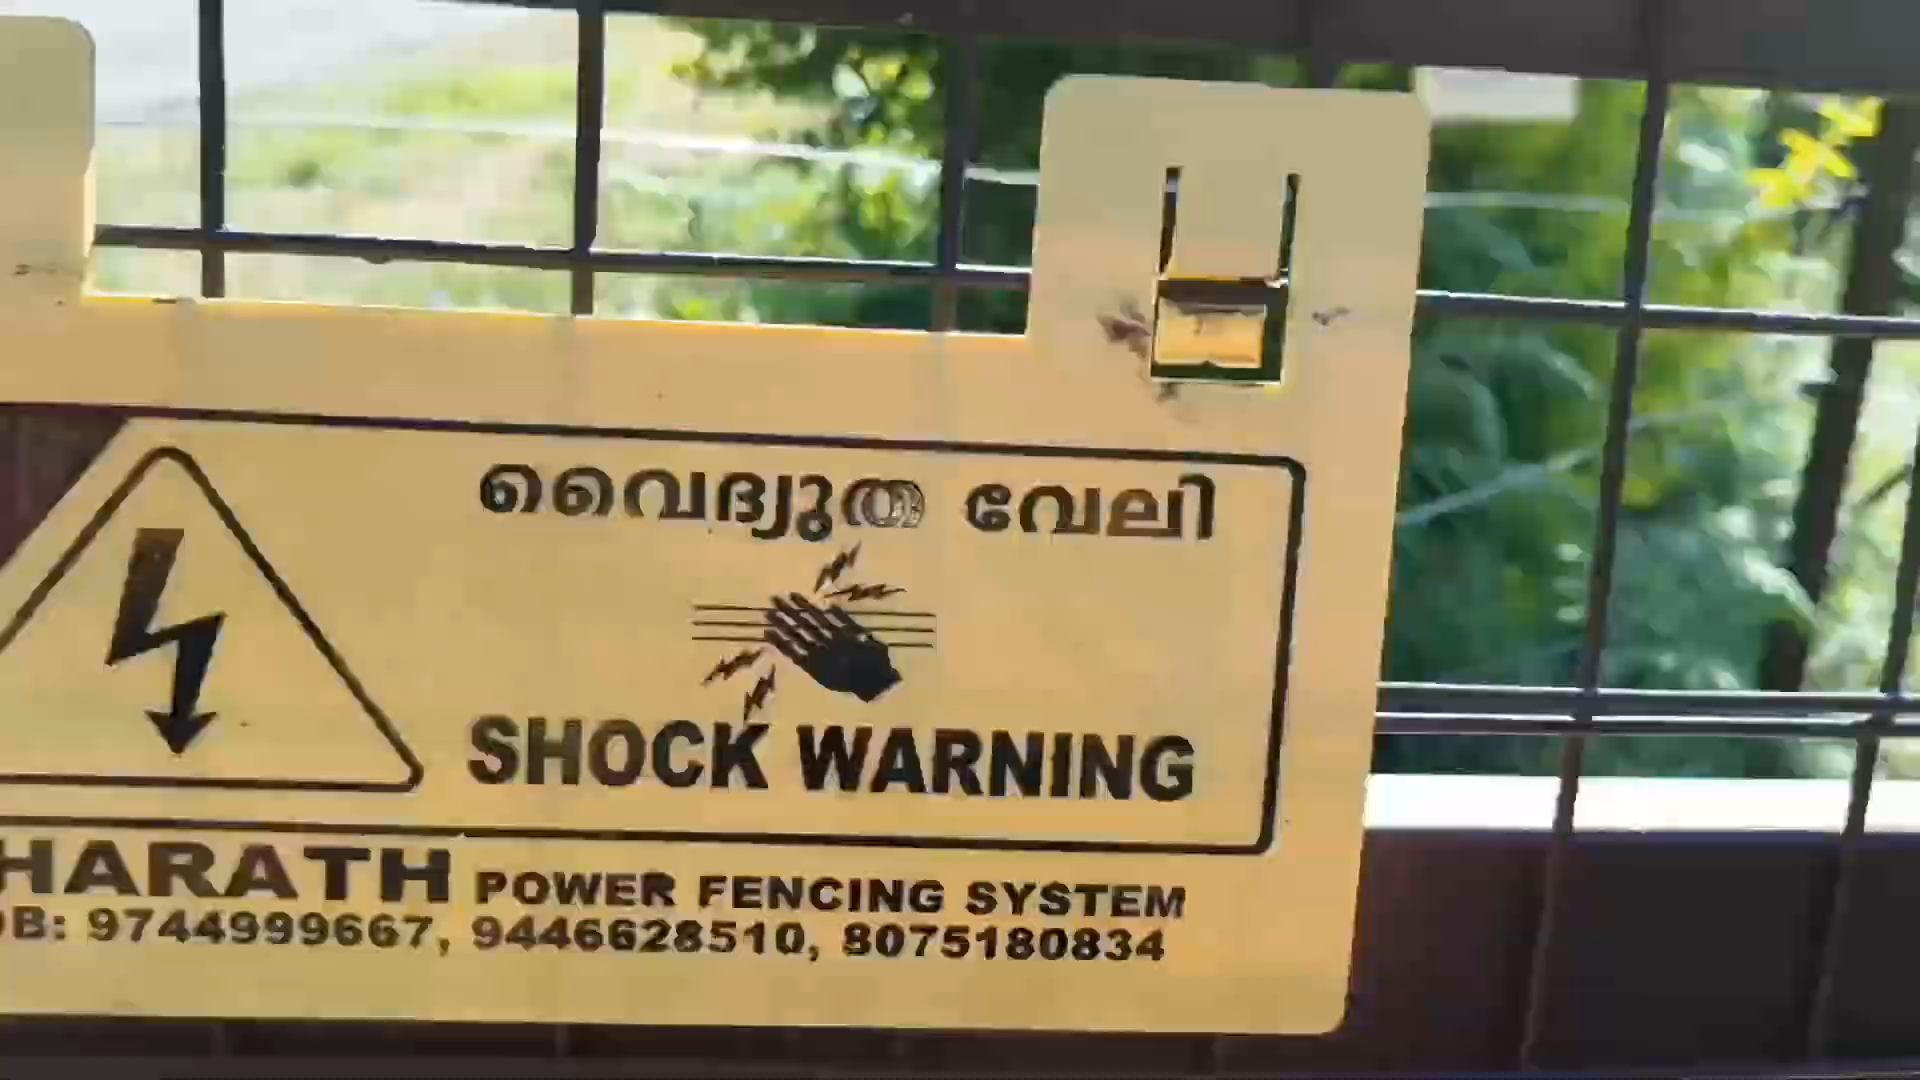 വൈദ്യുത വേലി
SHOCK WARNING
HARATH POWER FENCING SYSTEM
OB: 9744999667, 9446628510, 8075180834